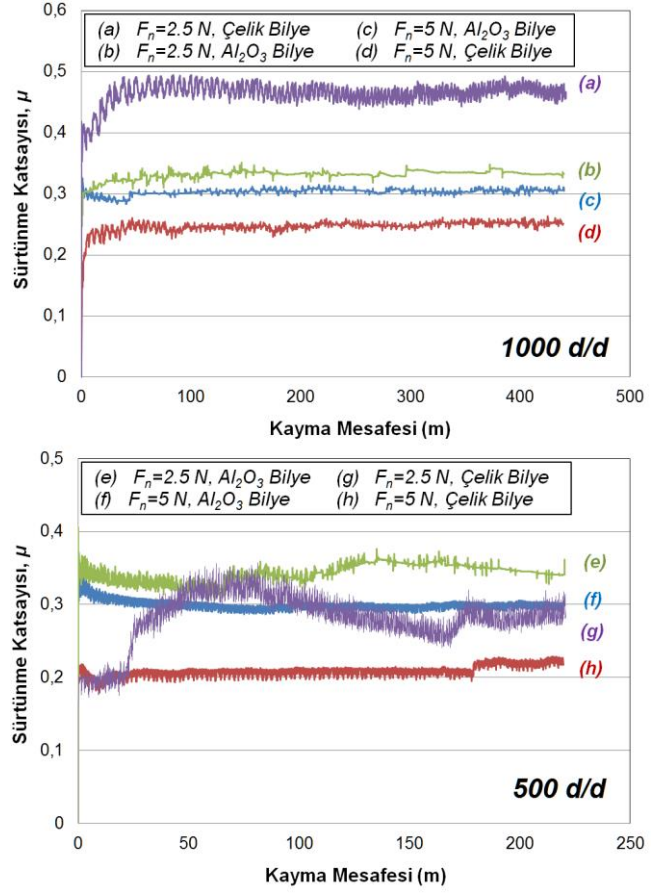 0,6
(a) Fn=2.5 N, Çelik Bilye (c) Fn=5 N, Al2O3 Bilye
(b) Fn=2.5 N, Al2O3 Bilye (d) Fn=5 N, Çelik Bilye
0,5
(a)
0,4
(b)
0,3
(c)
(d)
0,2
0,1
1000 d/d
0
0 100 200 300 400 500
Sürtünme Katsayısı, µ
Kayma Mesafesi (m)
0,5
(e) Fn=2.5 N, Al2O3 Bilye (g) Fn=2.5 N, Çelik Bilye
(f) Fn=5 N, Al2O3 Bilye (h) Fn=5 N, Çelik Bilye
0,4
(e)
0,3
(f)
(g)
(h)
0,2
0,1
500 d/d
0
0 50 100 150 200 250
Sürtünme Katsayısı, µ
Kayma Mesafesi (m)